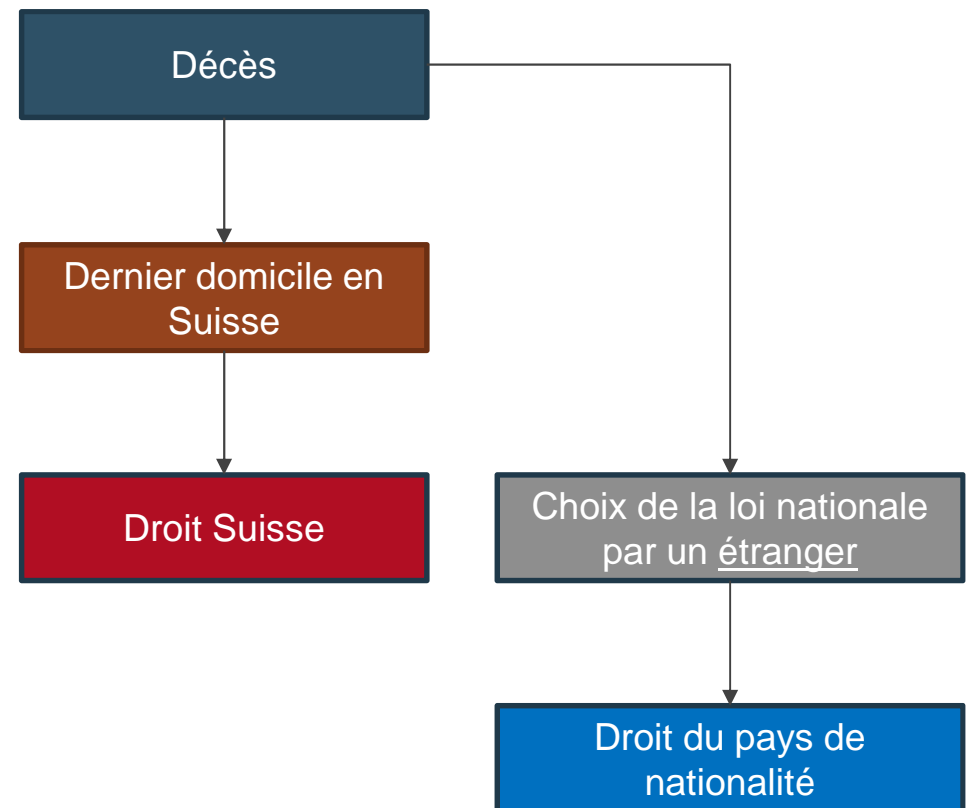 Décès
Dernier domicile en
Suisse
Droit Suisse
Choix de la loi nationale
par un étranger
Droit du pays de
nationalité